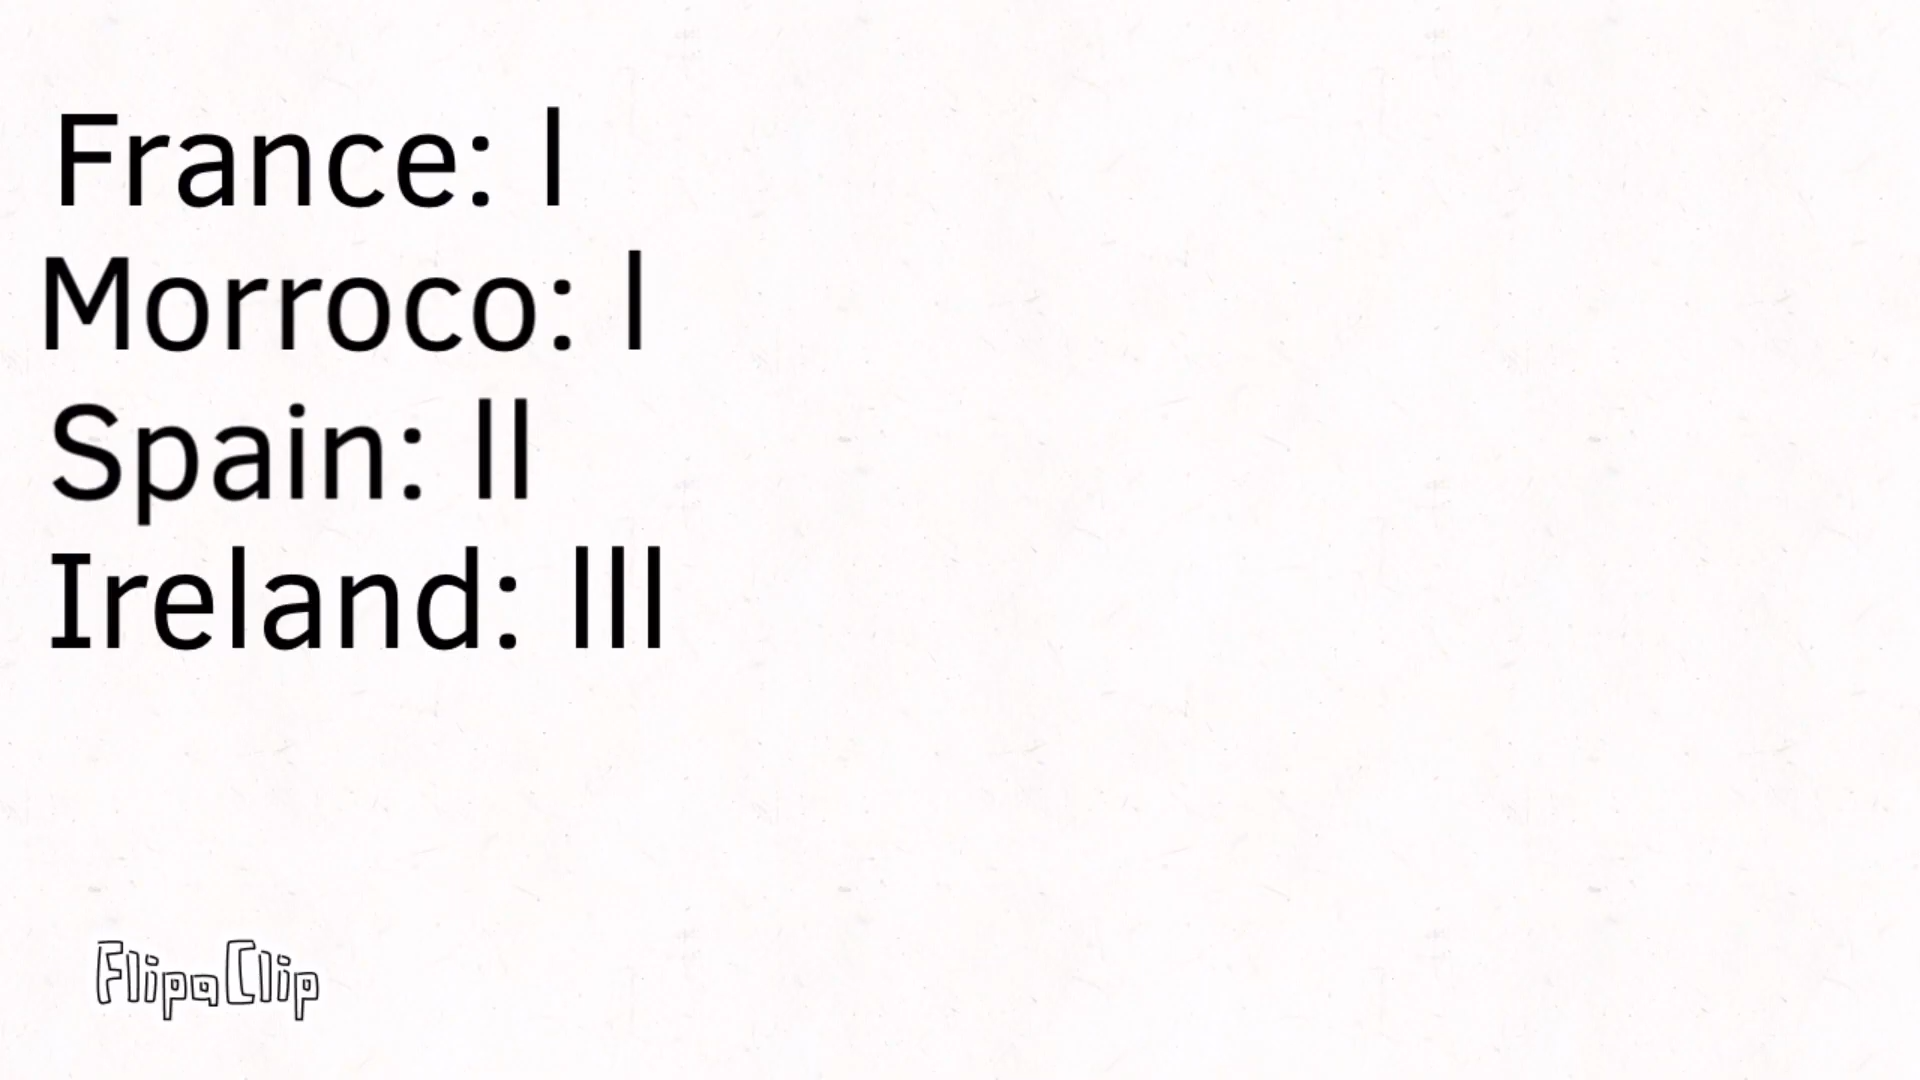 France: l
Morroco: l
Spain: ll
Ireland: lll
FlipaClip